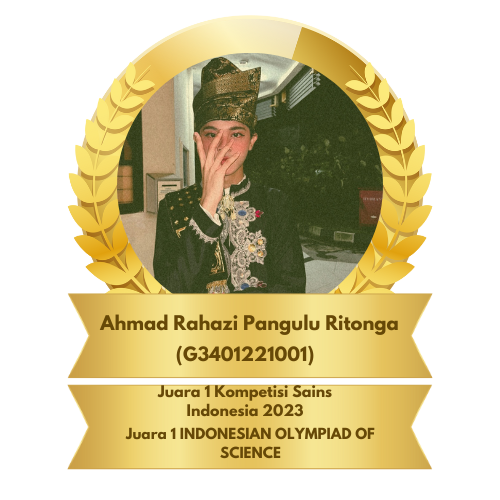 Ahmad Rahazi Pangulu Ritonga
(G3401221001)
Juara 1 Kompetisi Sains
Indonesia 2023
Juara 1 INDONESIAN OLYMPIAD OF
SCIENCE